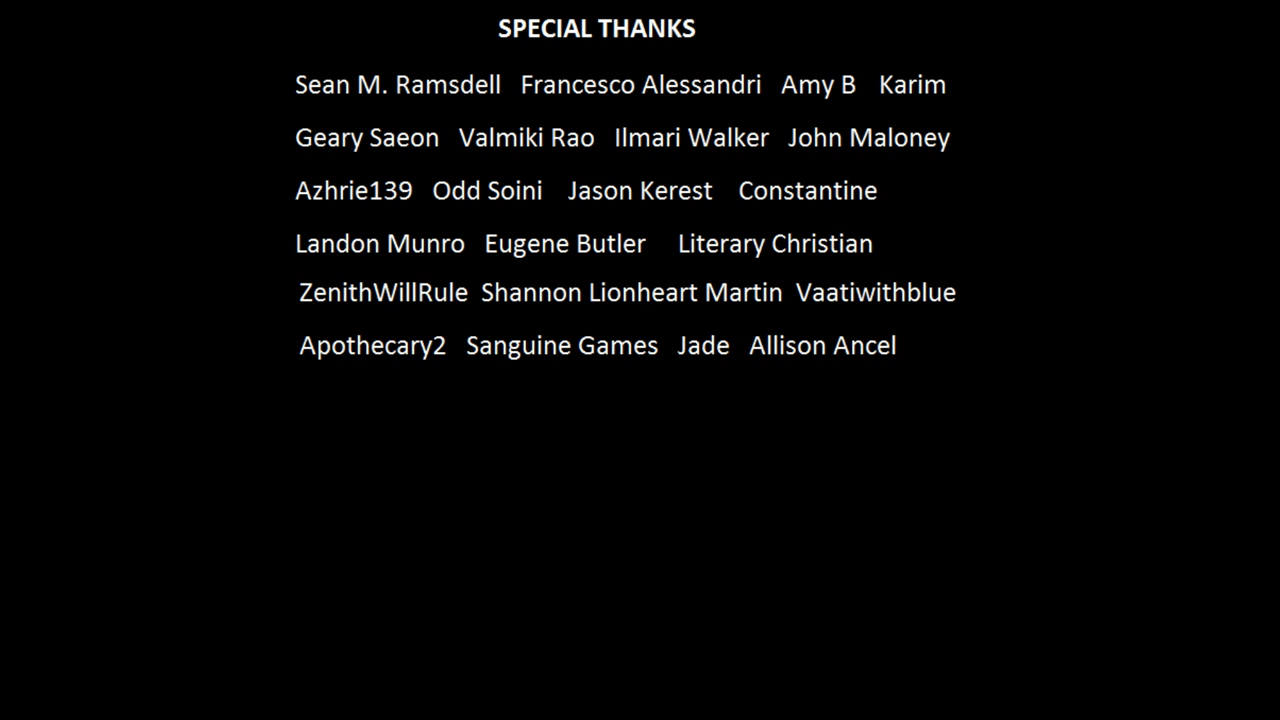 SPECIAL THANKS
Sean M. Ramsdell Francesco Alessandri Amy B Karim
Geary Saeon Valmiki Rao Ilmari Walker John Maloney
Azhrie139 Odd Soini Jason Kerest Constantine
Landon Munro Eugene Butler Literary Christian
ZenithWillRule Shannon Lionheart Martin Vaatiwithblue
Apothecary2 Sanguine Games Jade Allison Ancel